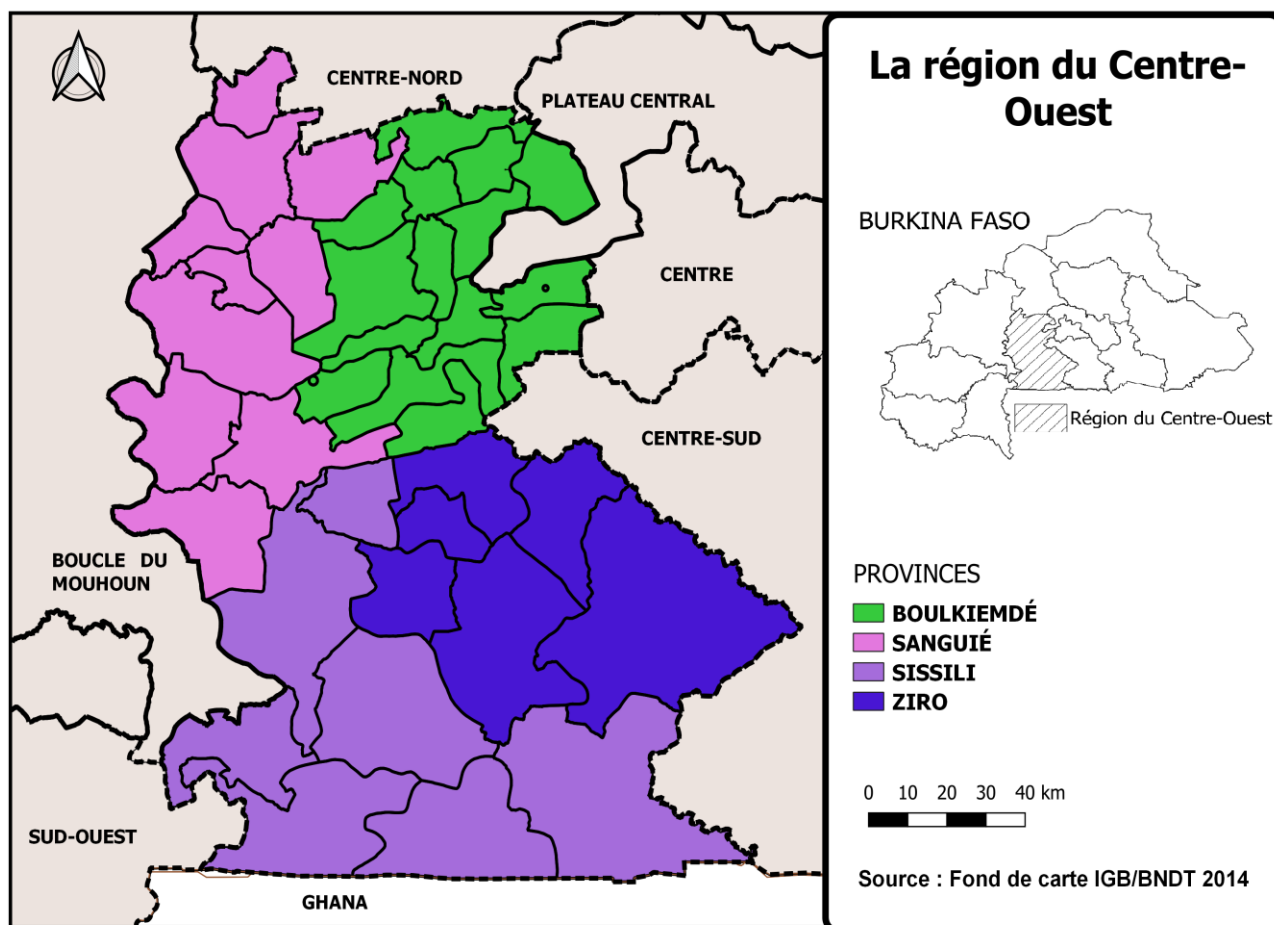 La région du Centre-
Ouest
CENTRE-NORD
PLATEAU CENTRAL
CENTRE
CENTRE-SUD
BOUCLE DU
MOUHOUN
SUD-OUEST
GHANA
BURKINA FASO
Région du Centre-Ouest
PROVINCES
BOULKIEMDÉ
SANGUIÉ
SISSILI
ZIRO
0 10 20 30 40 km
Source : Fond de carte IGB/BNDT 2014